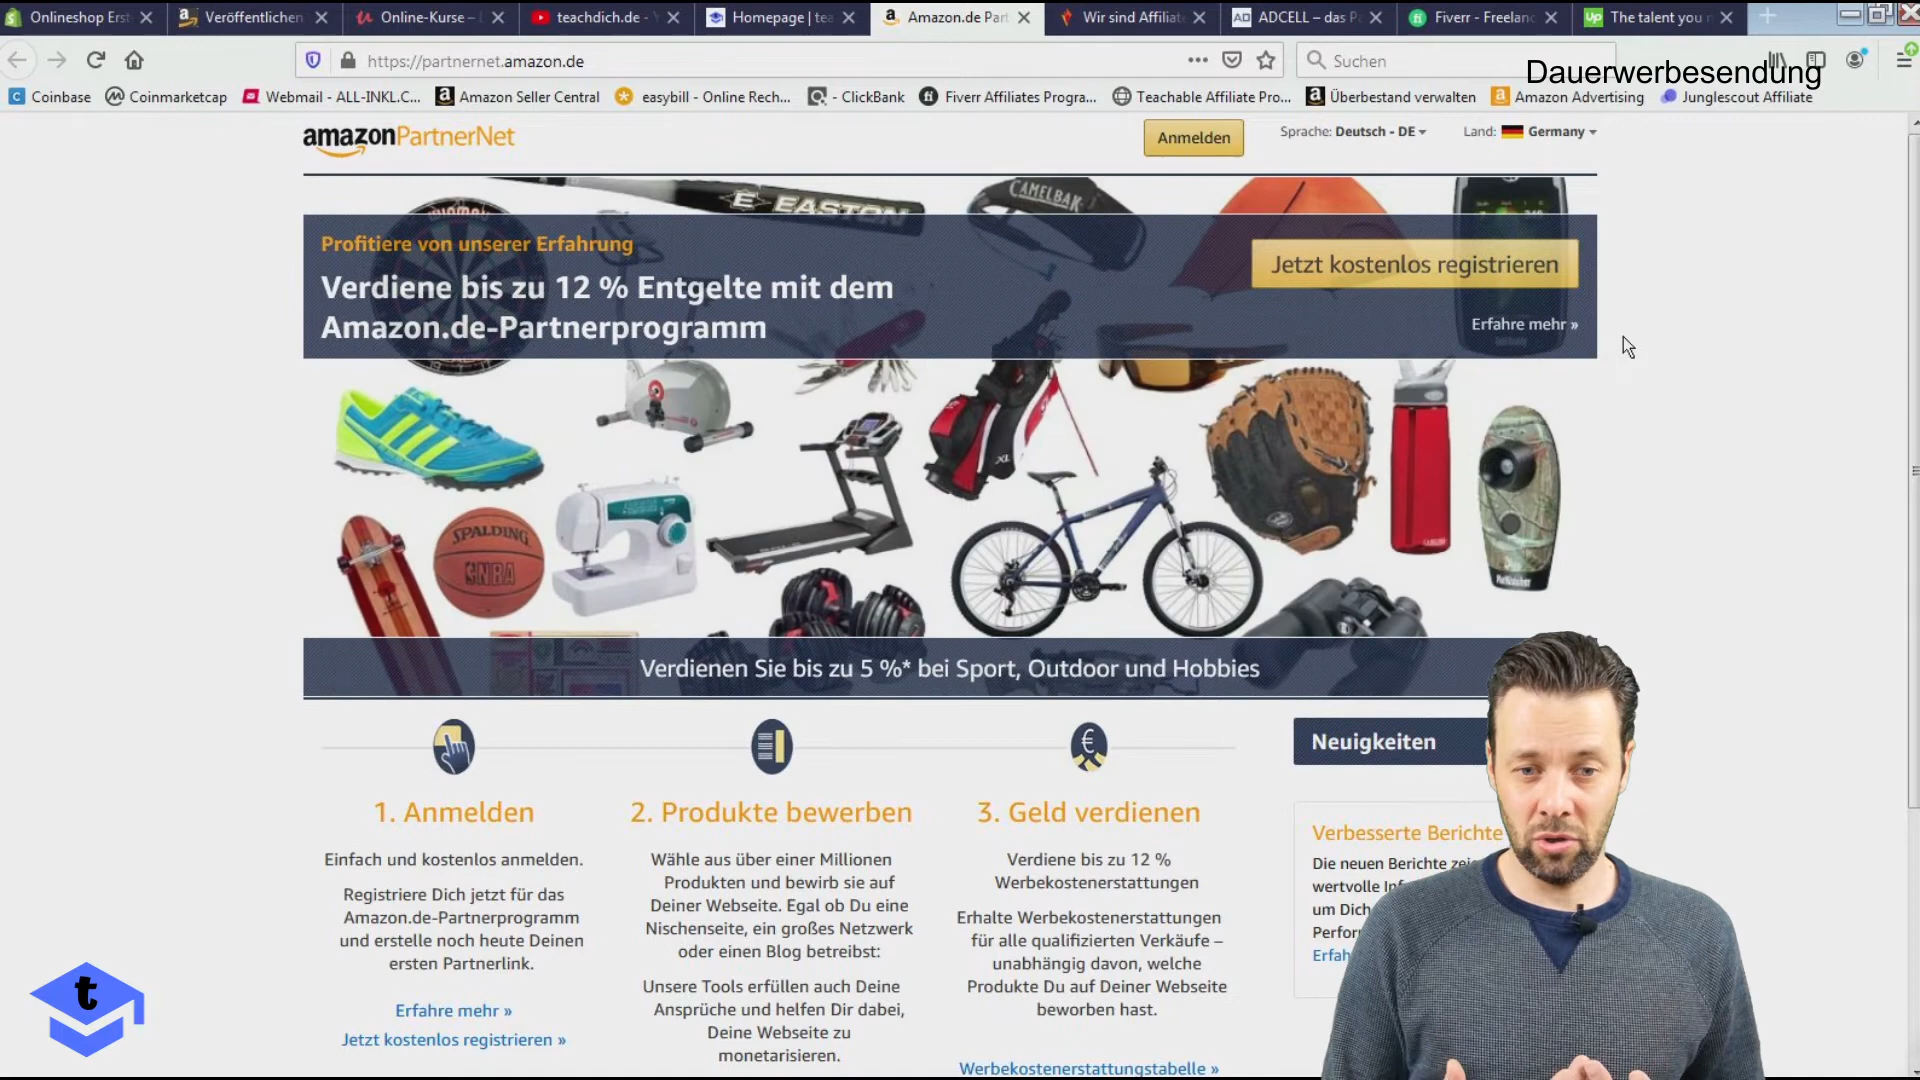 Onlineshop Erst
Veröffentlichen
Online-Kurse –
teachdich.de -
Homepage | tea
Amazon.de Par
Wir sind Affiliat
ADCELL – das P
Fiverr - Freelanc
The talent you
https://partnernet.amazon.de
Suchen
Dauerwerbesendung
Coinbase
Coinmarketcap
Webmail - ALL-INKL.C...
Amazon Seller Central
easybill - Online Rech...
- ClickBank
Fiverr Affiliates Progra...
Teachable Affiliate Pro...
Überbestand verwalten
Amazon Advertising
Junglescout Affiliate
amazonPartnerNet
Anmelden
Sprache: Deutsch - DE
Land: Germany
EASTON
CAMELBAK
Profitiere von unserer Erfahrung
Verdiene bis zu 12 % Entgelte mit dem
Amazon.de-Partnerprogramm
Jetzt kostenlos registrieren
Erfahre mehr »
SPALDING
NBA
Verdienen Sie bis zu 5 %* bei Sport, Outdoor und Hobbies
1. Anmelden
Einfach und kostenlos anmelden.
Registriere Dich jetzt für das
Amazon.de-Partnerprogramm
und erstelle noch heute Deinen
ersten Partnerlink.
Erfahre mehr »
Jetzt kostenlos registrieren »
2. Produkte bewerben
Wähle aus über einer Millionen
Produkten und bewirb sie auf
Deiner Webseite. Egal ob Du eine
Nischenseite, ein großes Netzwerk
oder einen Blog betreibst:
Unsere Tools erfüllen auch Deine
Ansprüche und helfen Dir dabei,
Deine Webseite zu
monetarisieren.
3. Geld verdienen
Verdiene bis zu 12 %
Werbekostenerstattungen
Erhalte Werbekostenerstattungen
für alle qualifizierten Verkäufe –
unabhängig davon, welche
Produkte Du auf Deiner Webseite
beworben hast.
Werbekostenerstattungstabelle »
Neuigkeiten
Verbesserte Berichte
Die neuen Berichte zei
wertvolle Inf
um Dich
Perfor
Erfah
t